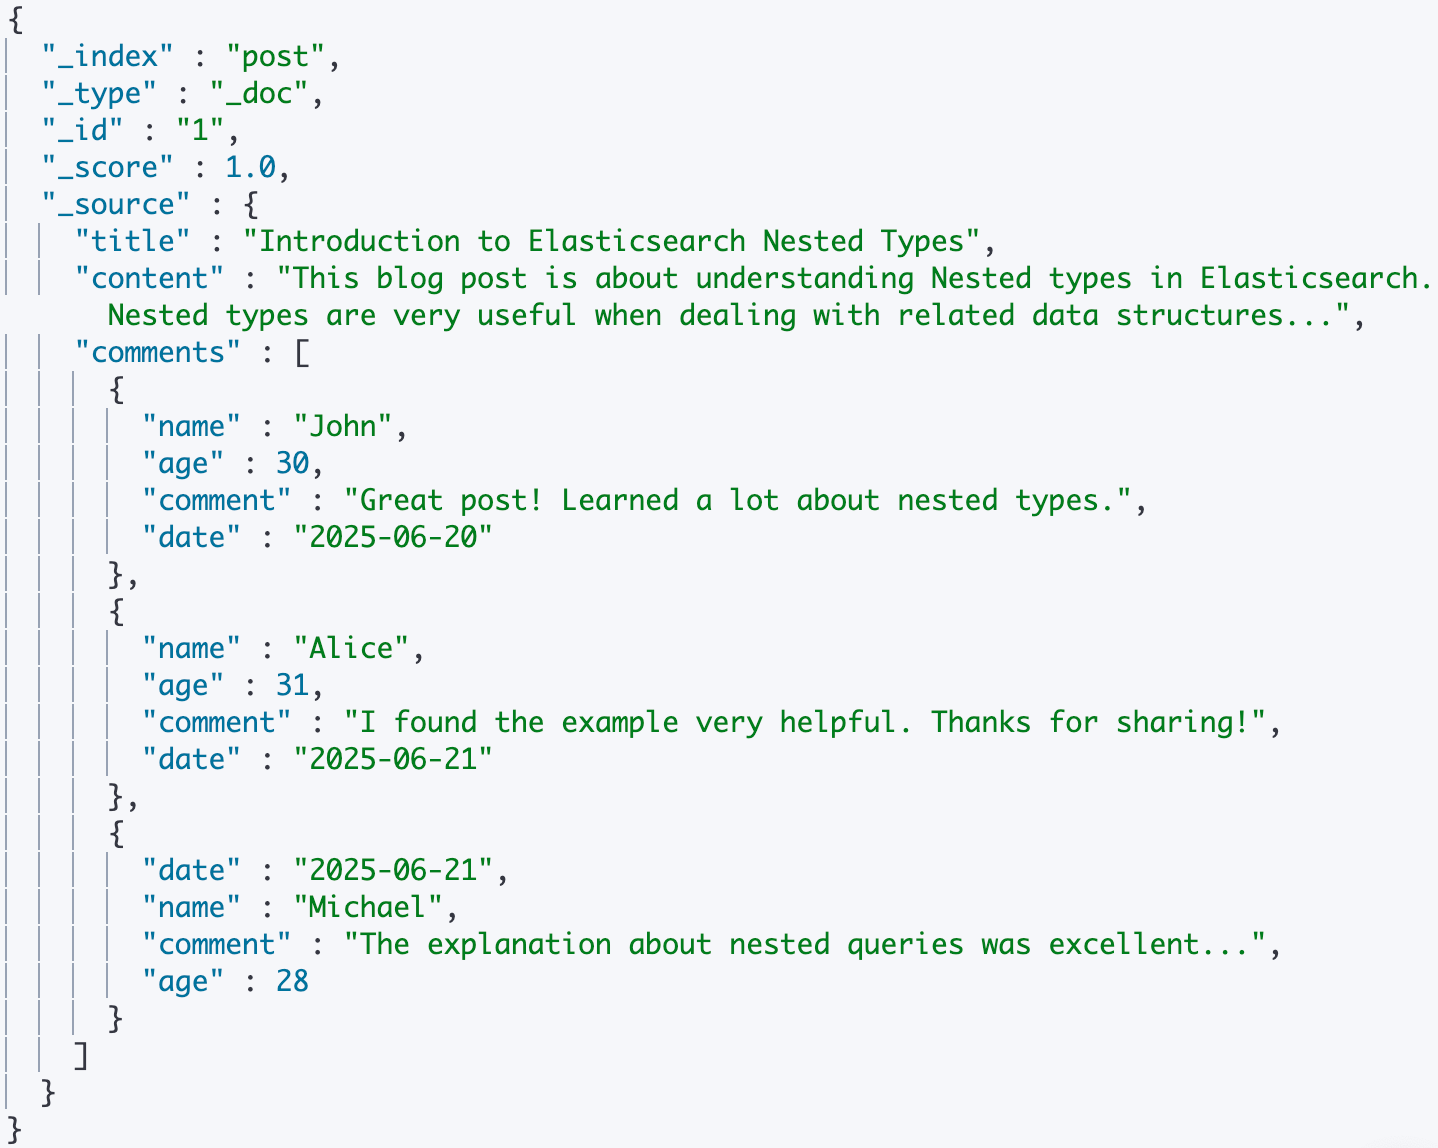 {
"_index" : "post",
"_type" : "_doc",
"_id" : "1",
"_score" : 1.0,
"_source" : {
"title" : "Introduction to Elasticsearch Nested Types",
"content" : "This blog post is about understanding Nested types in Elasticsearch.
Nested types are very useful when dealing with related data structures...",
"comments" : [
{
"name" : "John",
"age" : 30,
"comment" : "Great post! Learned a lot about nested types.",
"date" : "2025-06-20"
},
{
"name" : "Alice",
"age" : 31,
"comment" : "I found the example very helpful. Thanks for sharing!",
"date" : "2025-06-21"
},
{
"date" : "2025-06-21",
"name" : "Michael",
"comment" : "The explanation about nested queries was excellent...",
"age" : 28
}
]
}
}